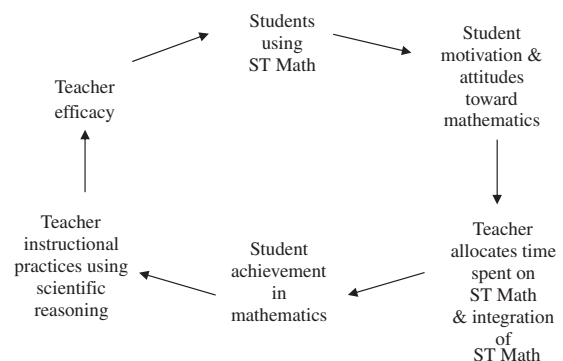 Students
using
ST Math
Student
motivation &
attitudes
toward
mathematics
Teacher
allocates time
spent on
ST Math
& integration
of
ST Math
Student
achievement
in
mathematics
Teacher
instructional
practices using
scientific
reasoning
Teacher
efficacy